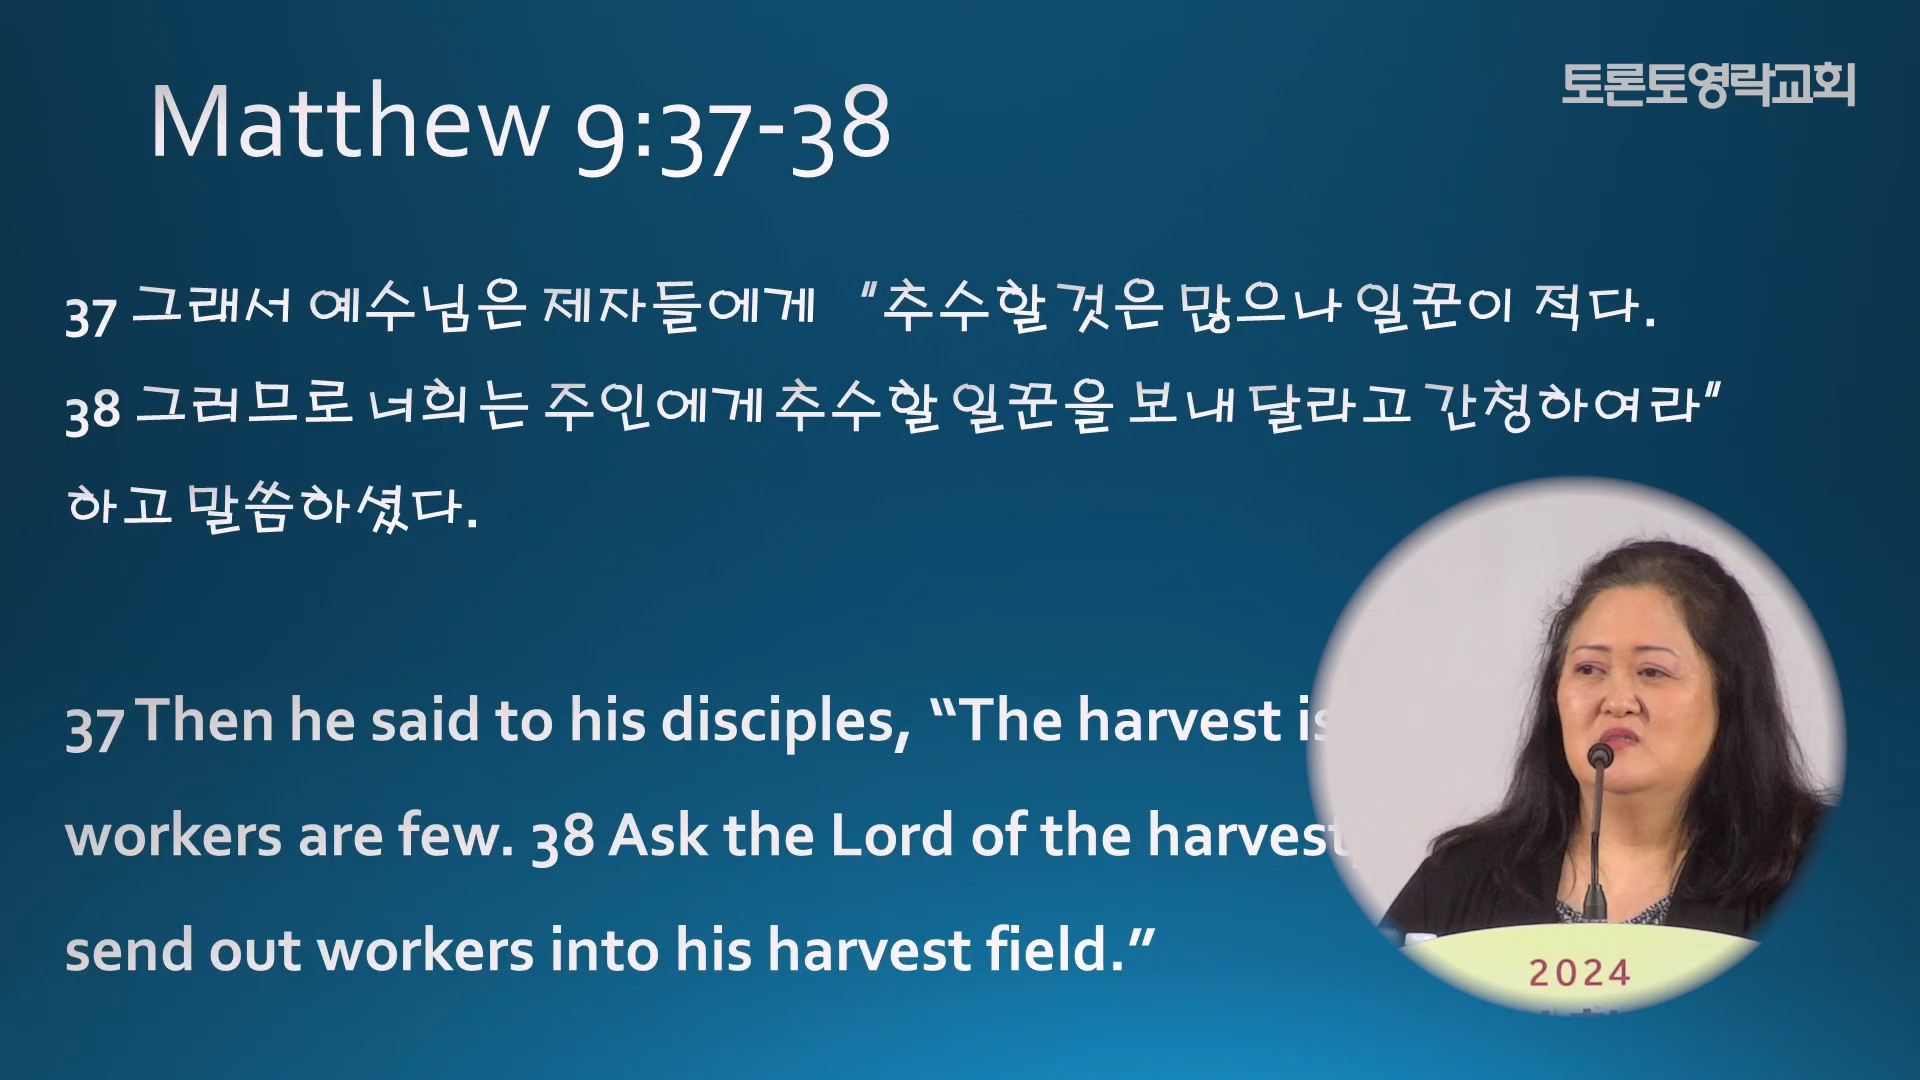 Matthew 9:37-38
토론토영락교회
37 그래서 예수님은 제자들에게 "추수할 것은 많으나 일꾼이 적다.
38 그러므로 너희는 주인에게 추수할 일꾼을 보내 달라고 간청하여라"
하고 말씀하셨다.
37 Then he said to his disciples, “The harvest is
workers are few. 38 Ask the Lord of the harvest,
send out workers into his harvest field.”
2024